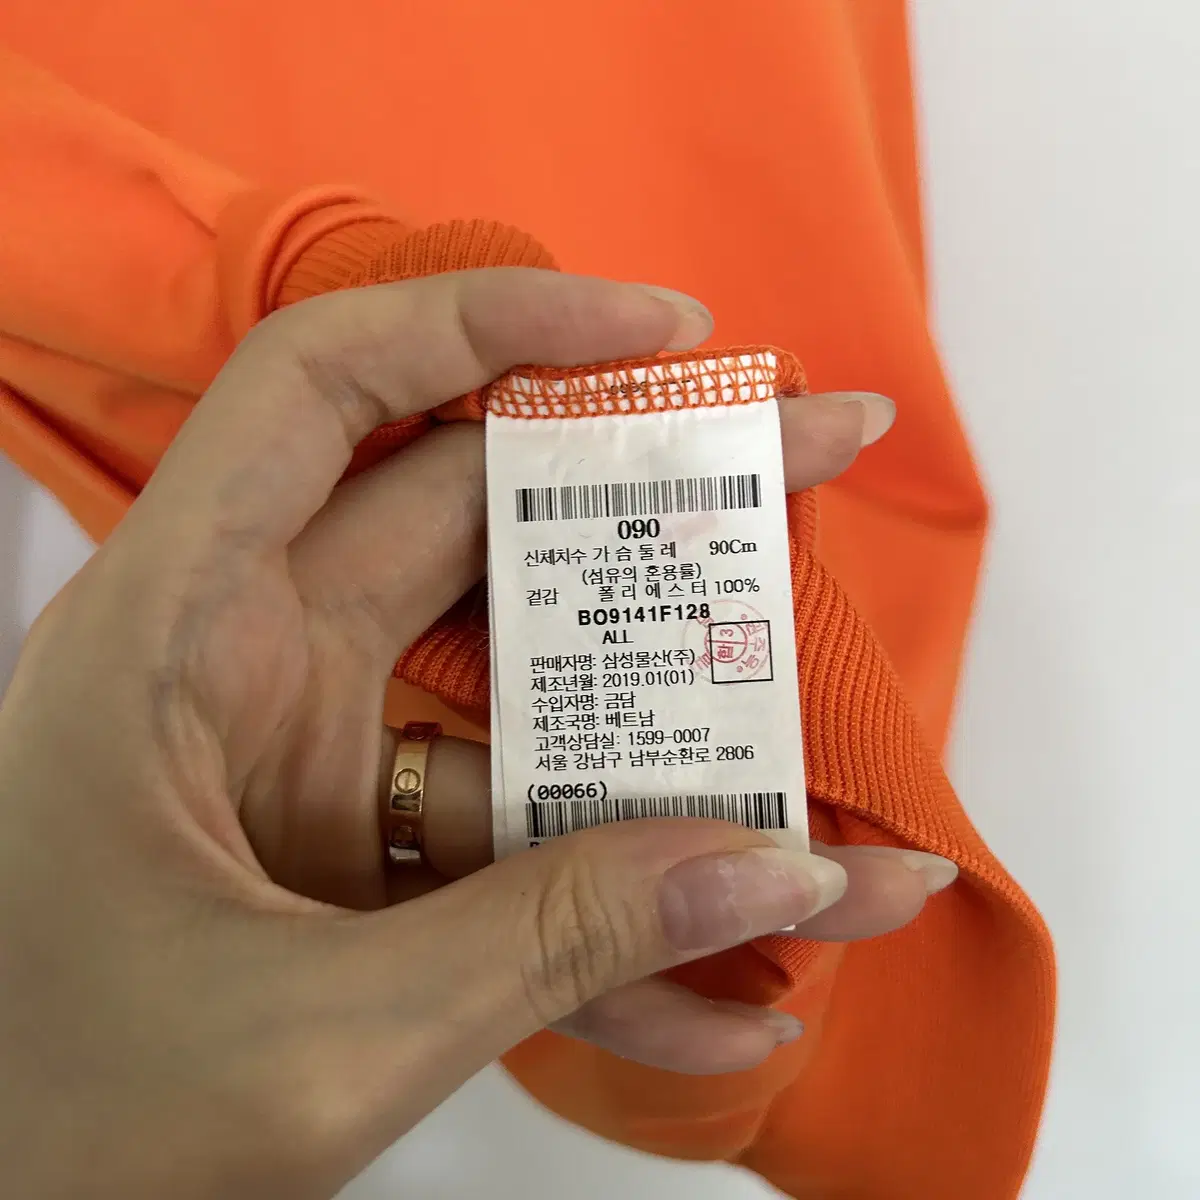 090
신체치수 가 슴 둘 레 90Cm
(섬유의 혼용률)
겉감 폴 리 에 스 터 100%
BO9141F128
ALL
판매자명: 삼성물산(주)
제조년월: 2019.01(01)
수입자명: 금담
제조국명: 베트남
고객상담실: 1599-0007
서울 강남구 남부순환로 2806
(00066)